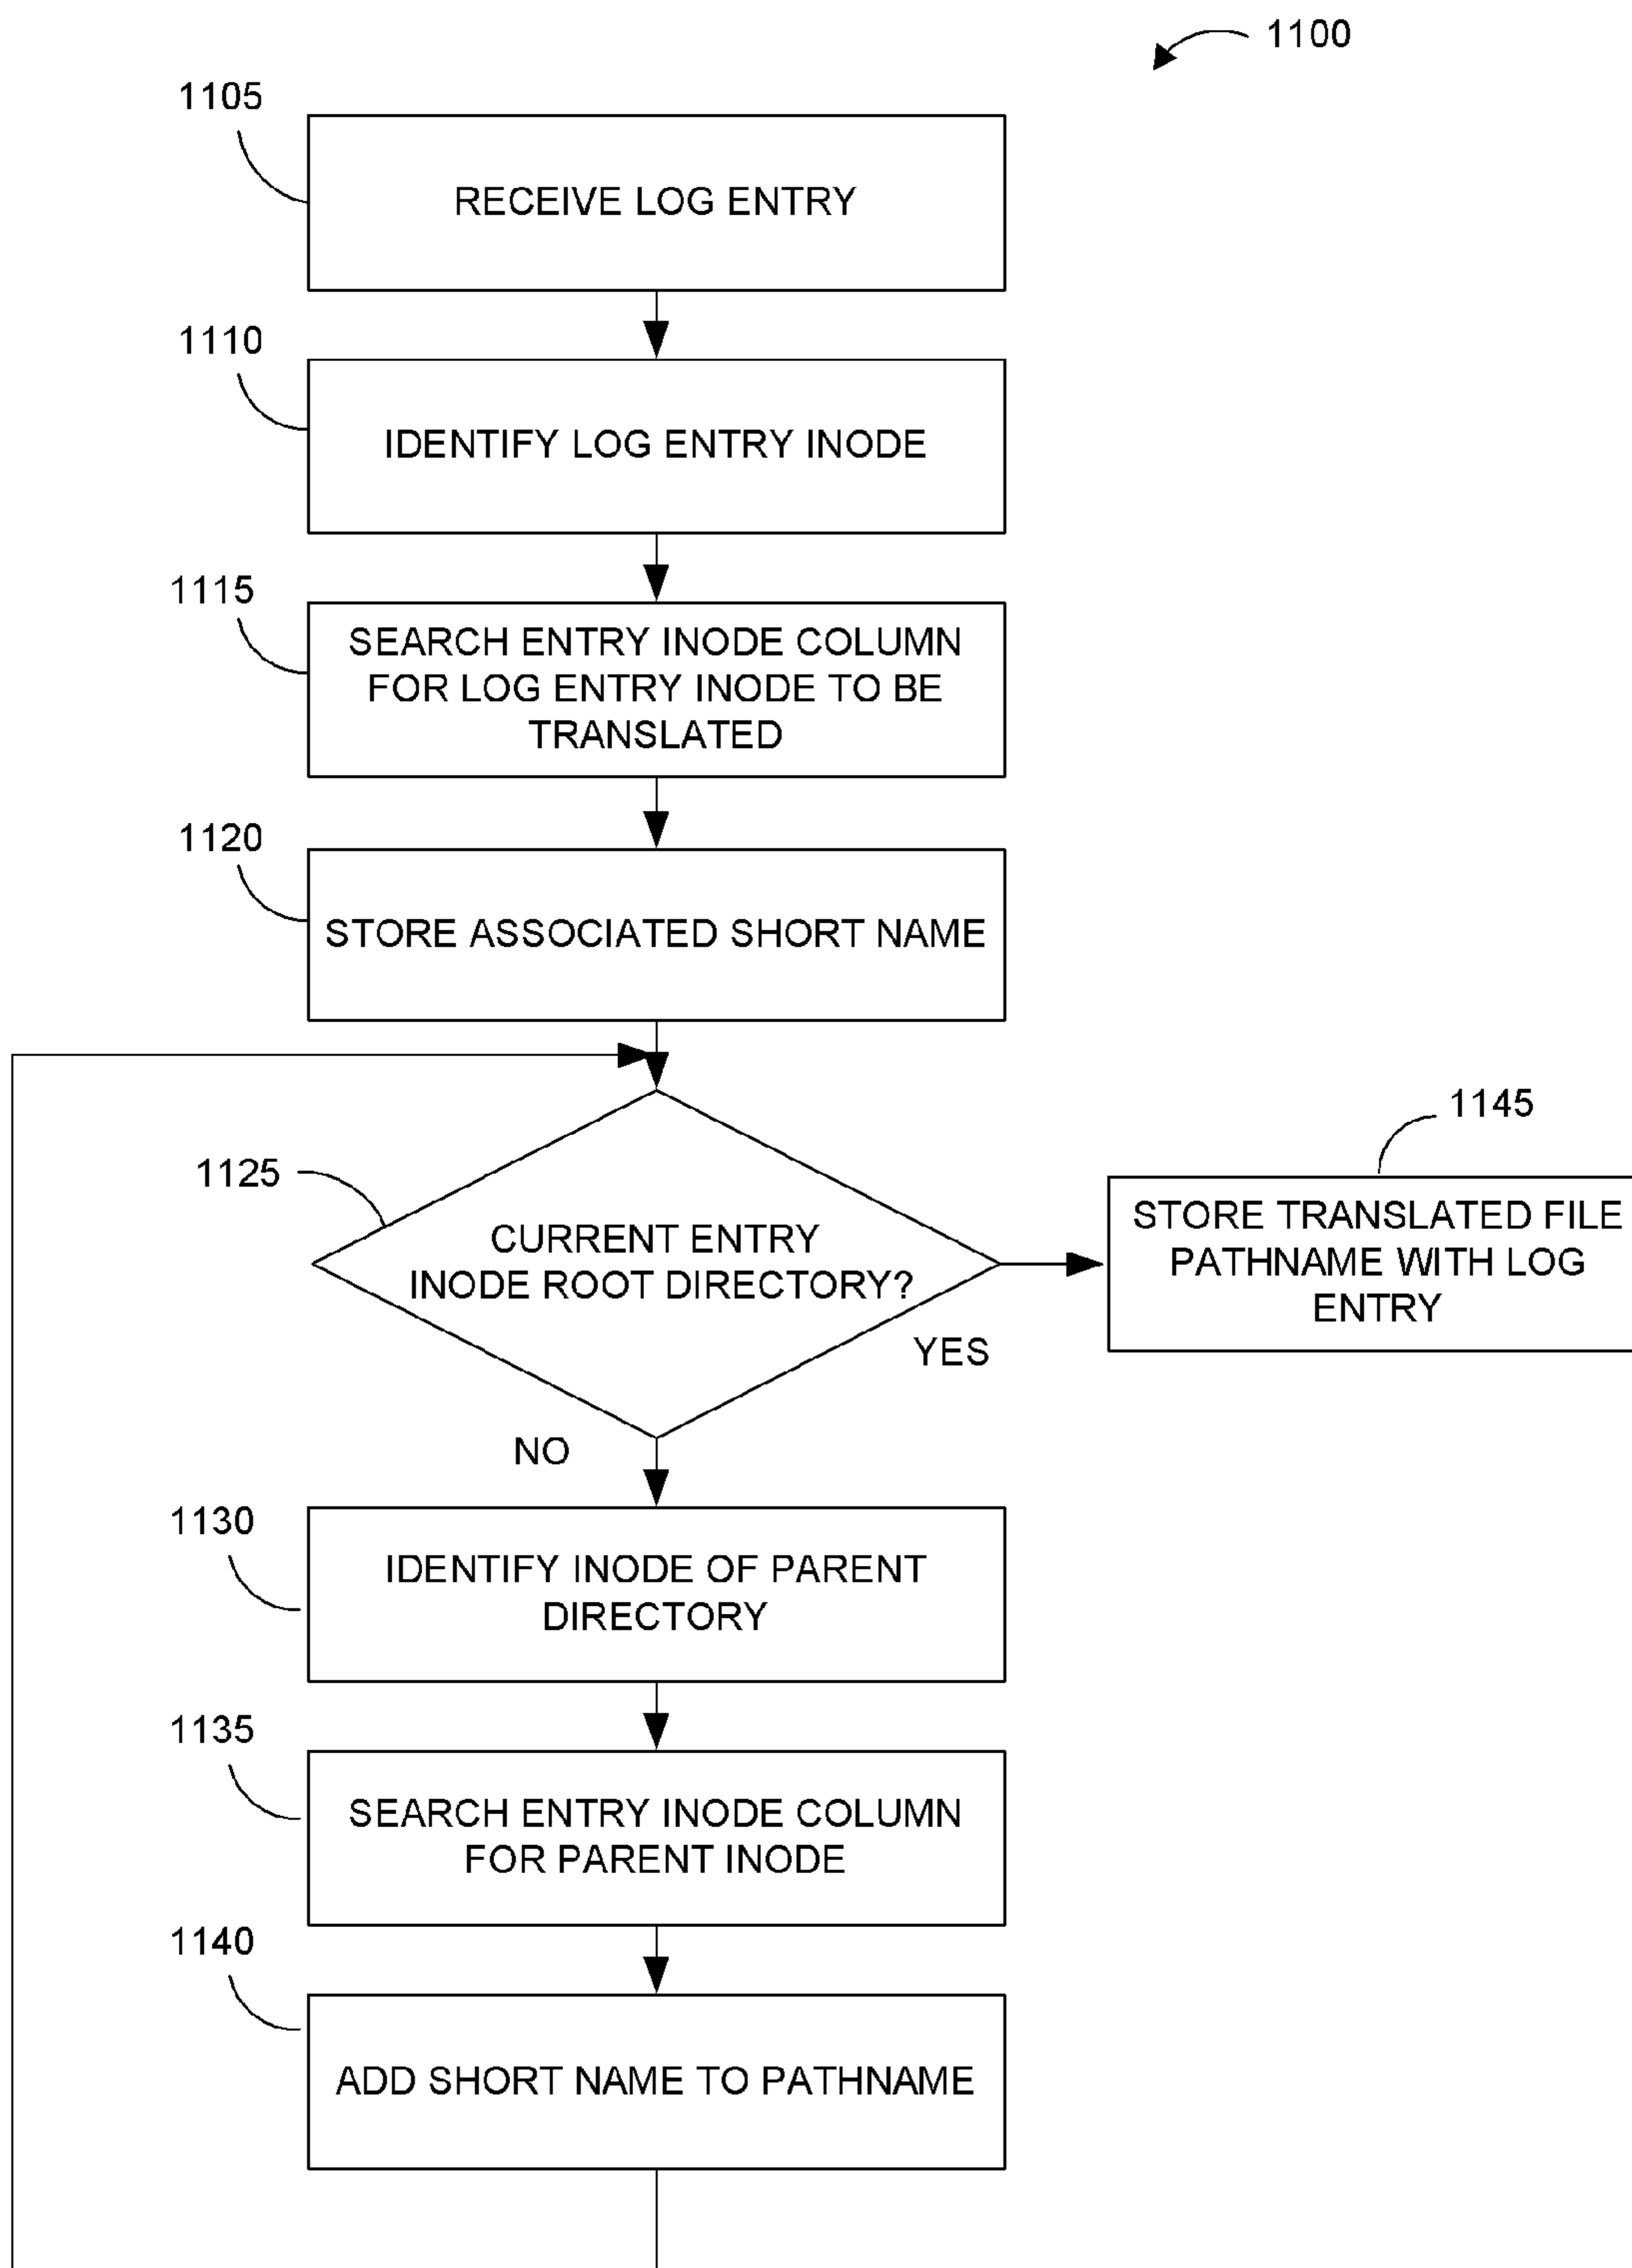 1100
1105
RECEIVE LOG ENTRY
1110
IDENTIFY LOG ENTRY INODE
1115
SEARCH ENTRY INODE COLUMN
FOR LOG ENTRY INODE TO BE
TRANSLATED
1120
STORE ASSOCIATED SHORT NAME
1125
CURRENT ENTRY
INODE ROOT DIRECTORY?
YES
1145
STORE TRANSLATED FILE
PATHNAME WITH LOG
ENTRY
NO
1130
IDENTIFY INODE OF PARENT
DIRECTORY
1135
SEARCH ENTRY INODE COLUMN
FOR PARENT INODE
1140
ADD SHORT NAME TO PATHNAME